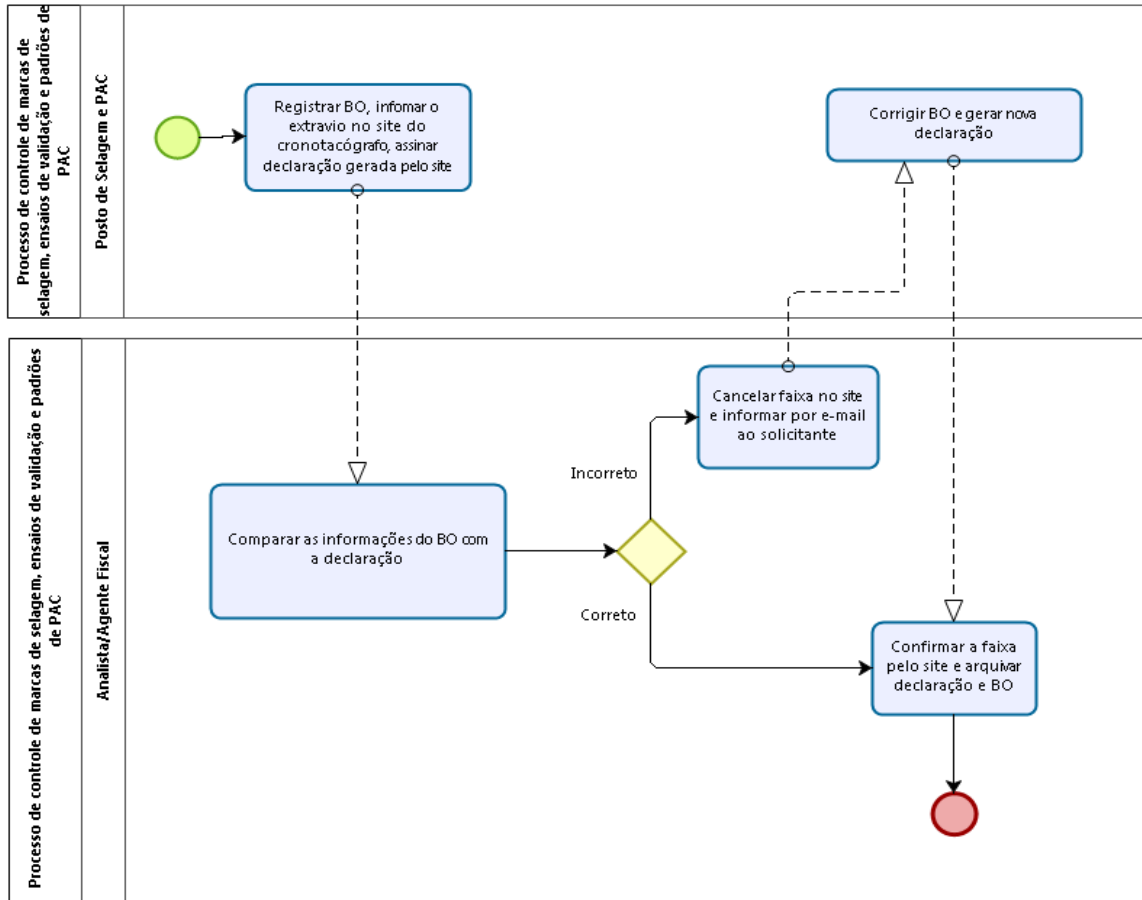 Processo de controle de marcas de
selagem, ensaios de validação e padrões de
PAC
Posto de Selagem e PAC
Registrar BO, infomar o
extravio no site do
cronotacógrafo, assinar
declaração gerada pelo site
Corrigir BO e gerar nova
declaração
Processo de controle de marcas de selagem, ensaios de validação e padrões
de PAC
Analista/Agente Fiscal
Cancelar faixa no site
e informar por e-mail
ao solicitante
Incorreto
Comparar as informações do BO com
a declaração
Correto
Confirmar a faixa
pelo site e arquivar
declaração e BO